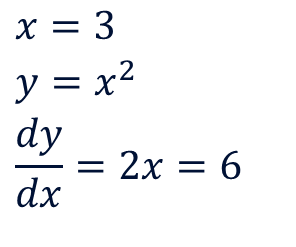 x = 3
y = x²
dy/dx = 2x = 6